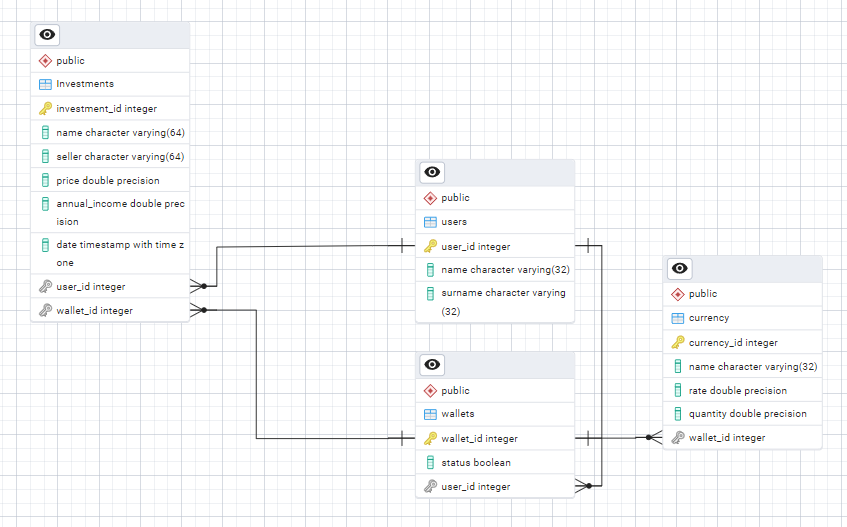 public
Investments
investment_id integer
name character varying(64)
seller character varying(64)
price double precision
annual_income double prec
ision
date timestamp with time z
one
user_id integer
wallet_id integer
public
users
user_id integer
name character varying(32)
surname character varying
(32)
public
wallets
wallet_id integer
status boolean
user_id integer
public
currency
currency_id integer
name character varying(32)
rate double precision
quantity double precision
wallet_id integer